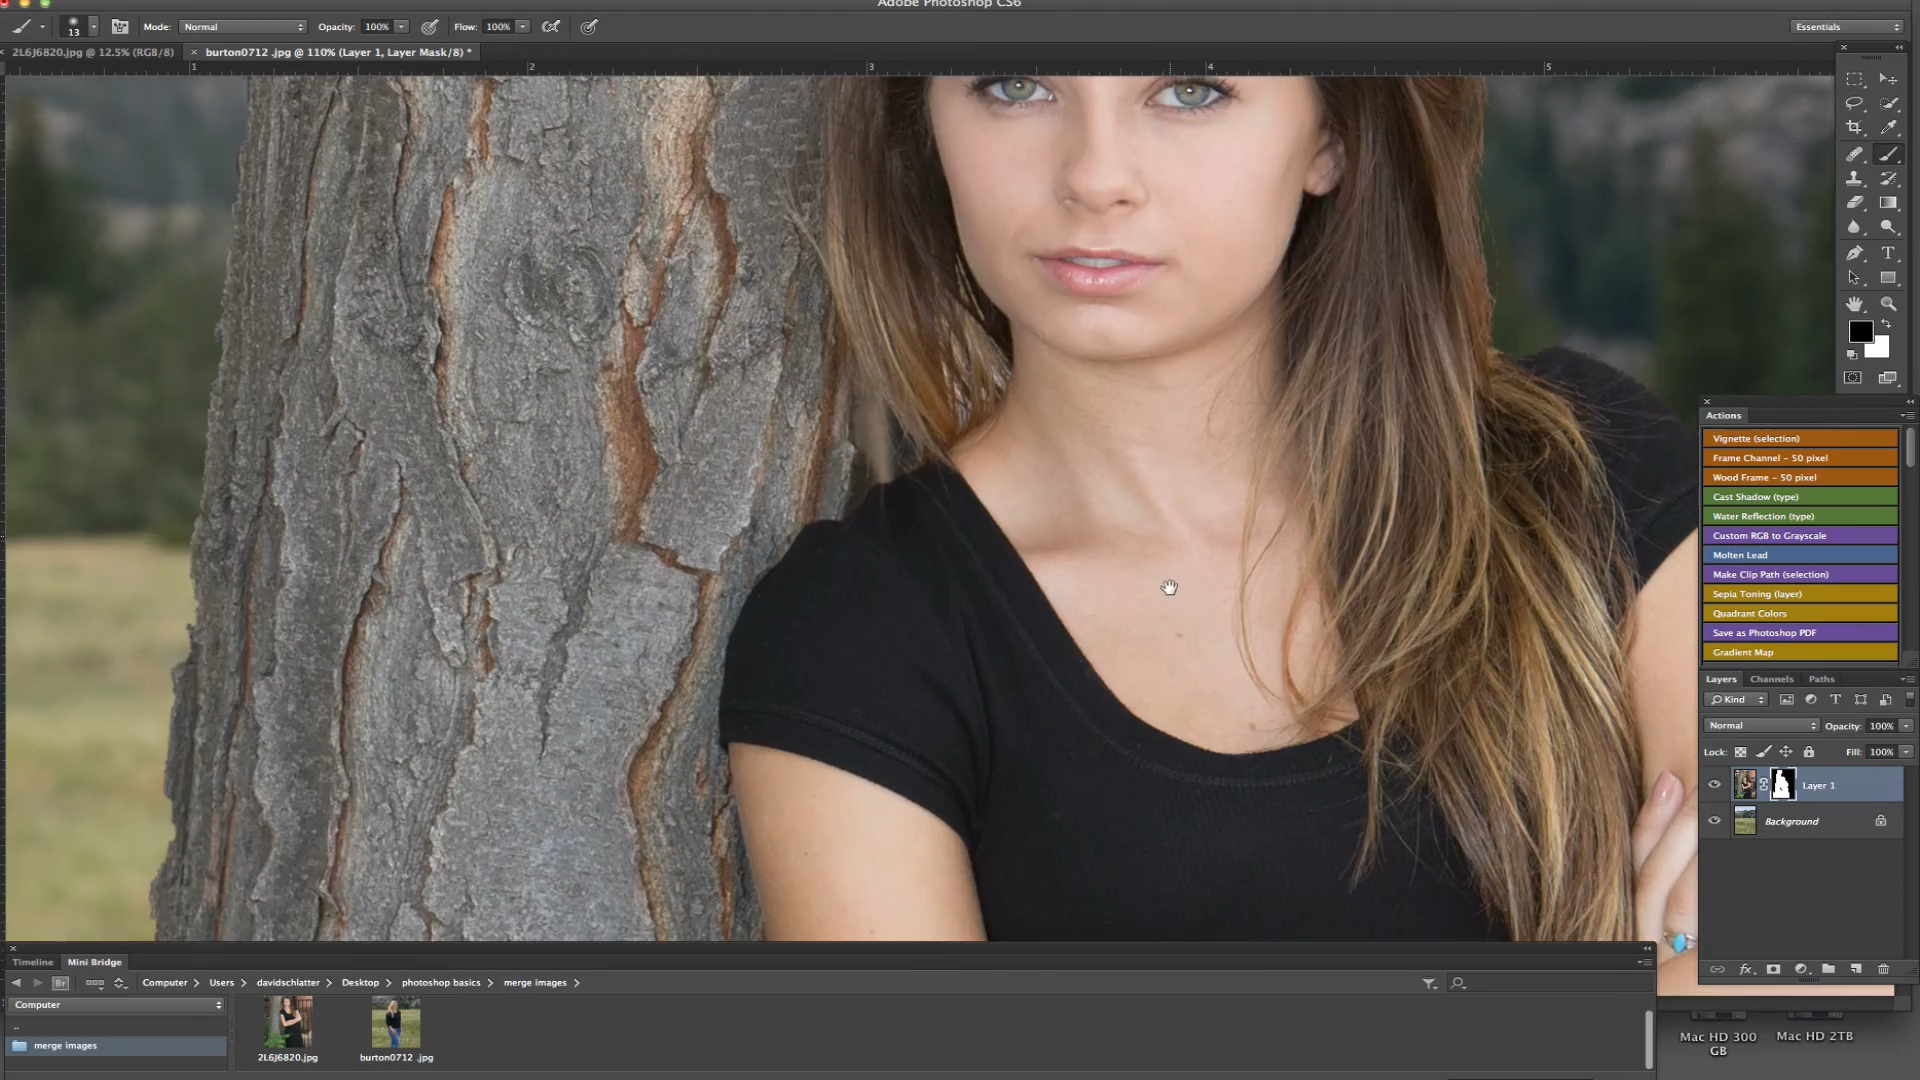 Adobe Photoshop CS6
13 Mode: Normal Opacity: 100% Flow: 100% Essentials
2L6J6820.jpg @ 12.5% (RGB/8) × burton0712 .jpg @ 110% (Layer 1, Layer Mask/8) *
1 2 3 4 5
Actions
Vignette (selection)
Frame Channel - 50 pixel
Wood Frame - 50 pixel
Cast Shadow (type)
Water Reflection (type)
Custom RGB to Grayscale
Molten Lead
Make Clip Path (selection)
Sepia Toning (layer)
Quadrant Colors
Save as Photoshop PDF
Gradient Map
Layers Channels Paths
Kind
Normal Opacity: 100%
Lock: Fill: 100%
Layer 1
Background
fx
Timeline Mini Bridge
Br Computer Users davidschlatter Desktop photoshop basics merge images
Computer
..
merge images
2L6J6820.jpg burton0712 .jpg
Mac HD 300 GB
Mac HD 2TB